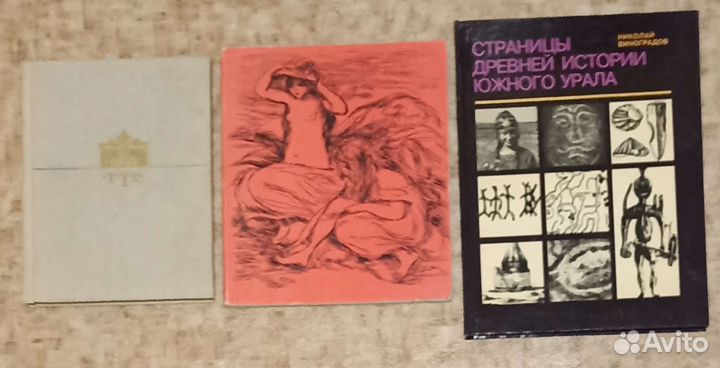 НИКОЛАЙ
ВИНОГРАДОВ
СТРАНИЦЫ
ДРЕВНЕЙ ИСТОРИИ
ЮЖНОГО УРАЛА
Avito